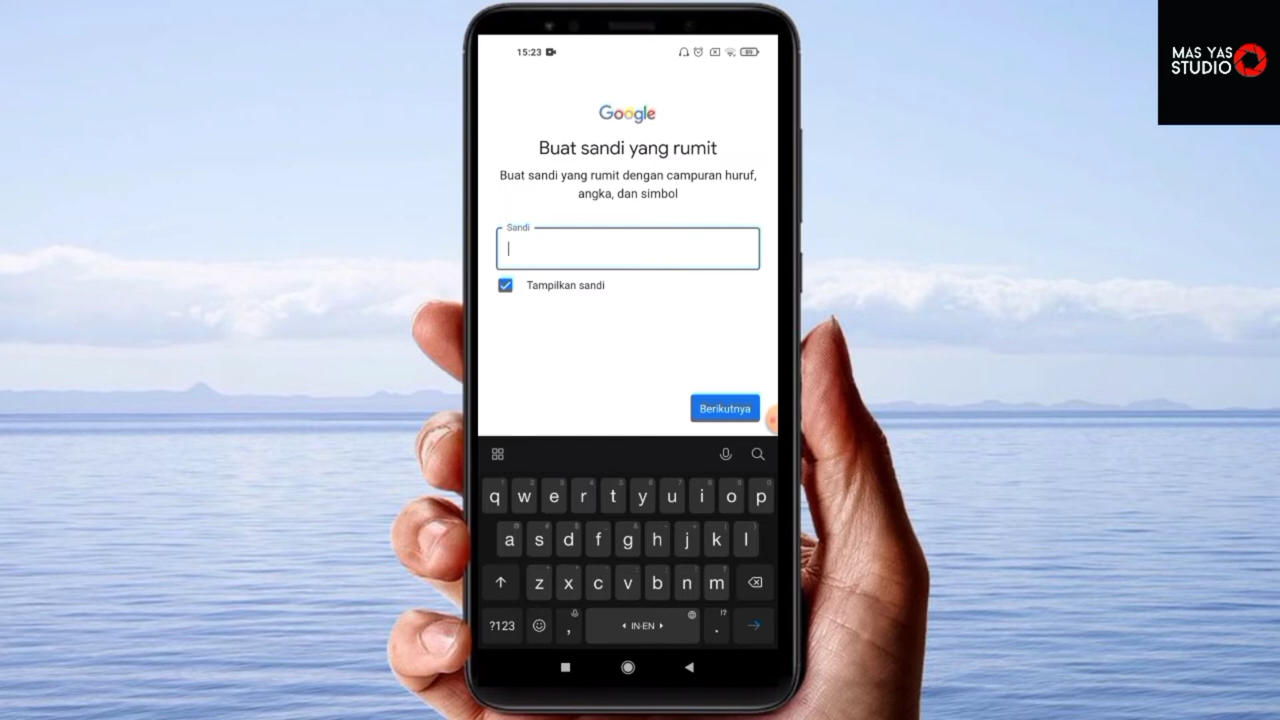 MAS YAS
STUDIO
15:23
89
Google
Buat sandi yang rumit
Buat sandi yang rumit dengan campuran huruf,
angka, dan simbol
Sandi
Tampilkan sandi
Berikutnya
q w e r t y u i o p
a s d f g h j k l
z x c v b n m
?123 , IN-EN . !?